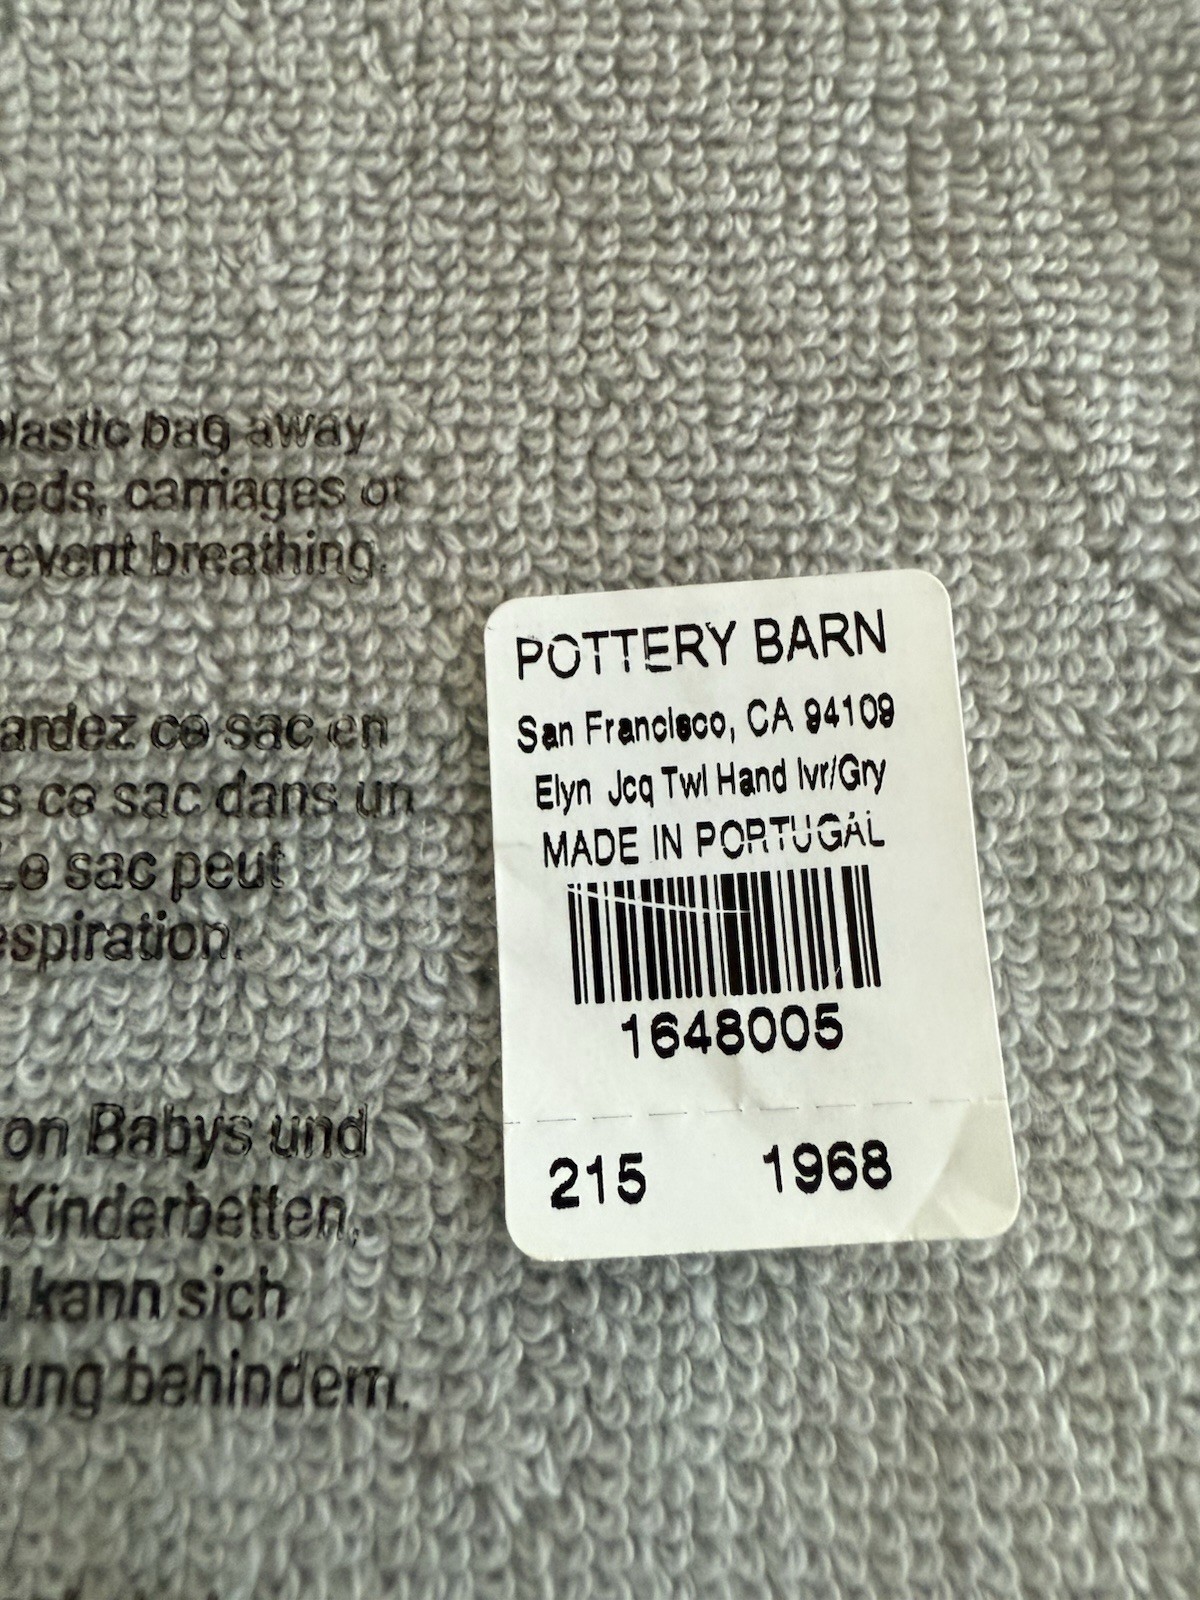 plastic bag away
beds, carriages or
prevent breathing.
ardez ce sac en
s ce sac dans un
Le sac peut
espiration.
on Babys und
Kinderbetten,
kann sich
ung behindern.
POTTERY BARN
San Francisco, CA 94109
Elyn Jcq Twl Hand Ivr/Gry
MADE IN PORTUGAL
1648005
215 1968